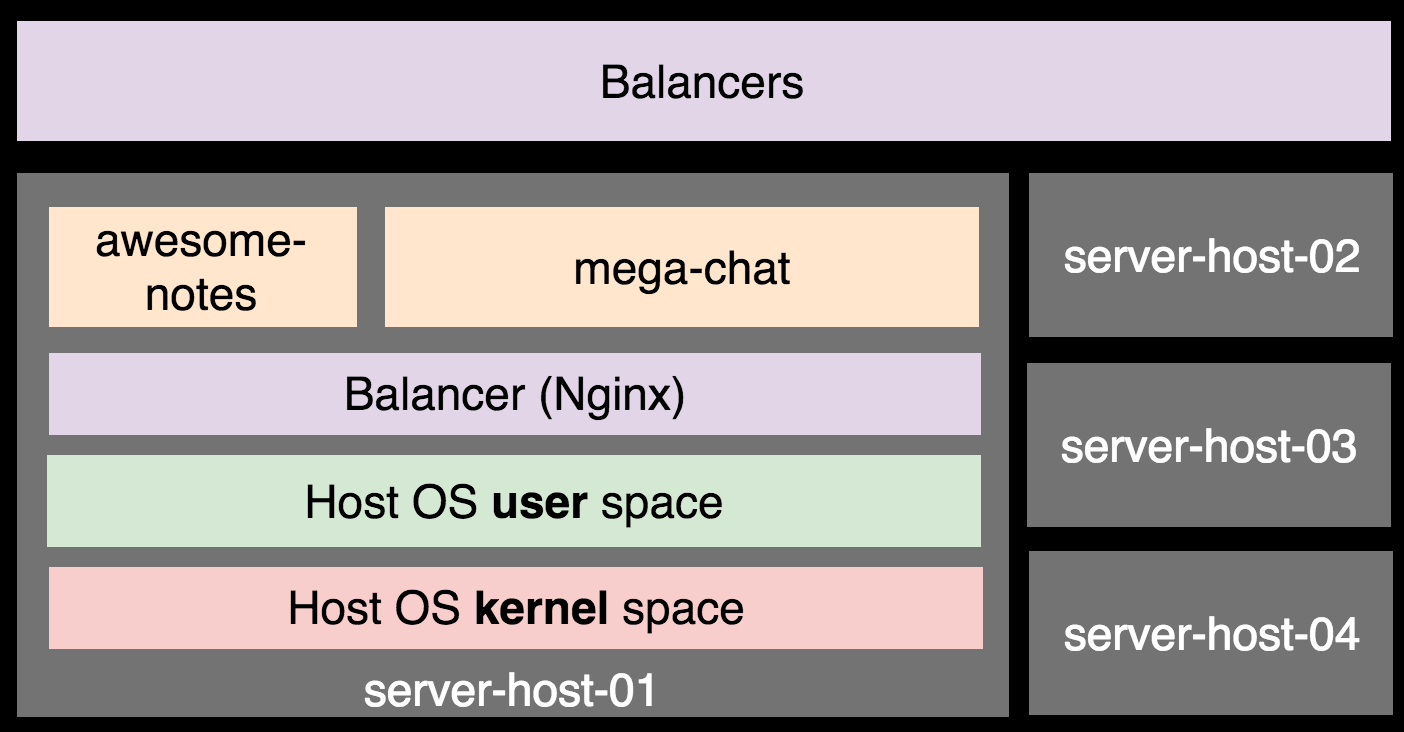 Balancers
awesome-
notes
mega-chat
Balancer (Nginx)
Host OS user space
Host OS kernel space
server-host-01
server-host-02
server-host-03
server-host-04